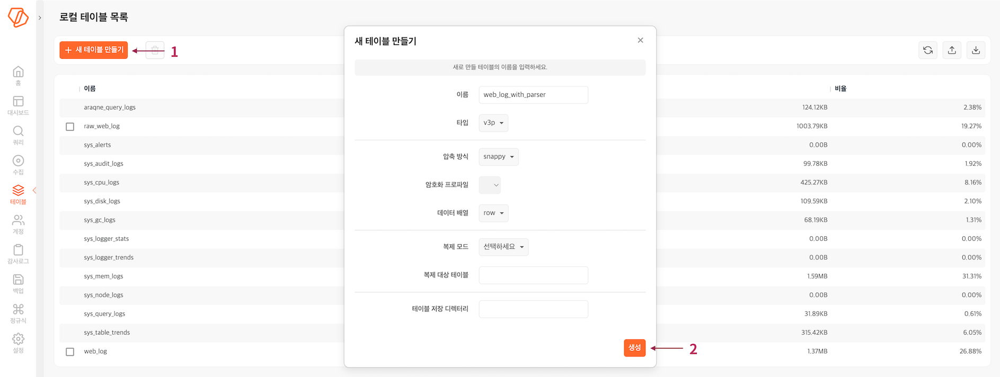 로컬 테이블 목록
+ 새 테이블 만들기
1
홈
대시보드
쿼리
수집
테이블
계정
감사로그
백업
정규식
설정
이름
비율
araqne_query_logs 124.12KB 2.38%
raw_web_log 1003.79KB 19.27%
sys_alerts 0.00B 0.00%
sys_audit_logs 99.78KB 1.92%
sys_cpu_logs 425.27KB 8.16%
sys_disk_logs 109.59KB 2.10%
sys_gc_logs 68.19KB 1.31%
sys_logger_stats 0.00B 0.00%
sys_logger_trends 0.00B 0.00%
sys_mem_logs 1.59MB 31.31%
sys_node_logs 0.00B 0.00%
sys_query_logs 31.89KB 0.61%
sys_table_trends 315.42KB 6.05%
web_log 1.37MB 26.88%
새 테이블 만들기
새로 만들 테이블의 이름을 입력하세요.
이름 web_log_with_parser
타입 v3p
압축 방식 snappy
암호화 프로파일
데이터 배열 row
복제 모드 선택하세요
복제 대상 테이블
테이블 저장 디렉터리
생성
2